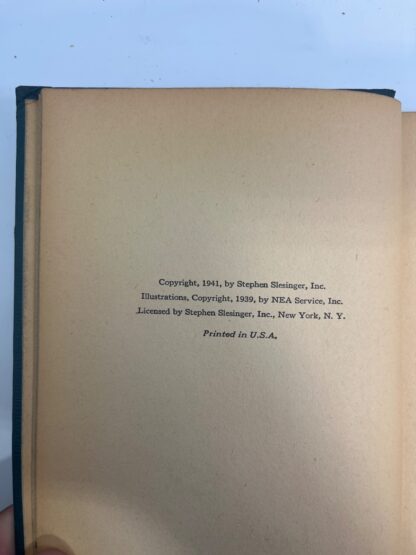 Copyright, 1941, by Stephen Slesinger, Inc.
Illustrations, Copyright, 1939, by NEA Service, Inc.
Licensed by Stephen Slesinger, Inc., New York, N. Y.
Printed in U.S.A.